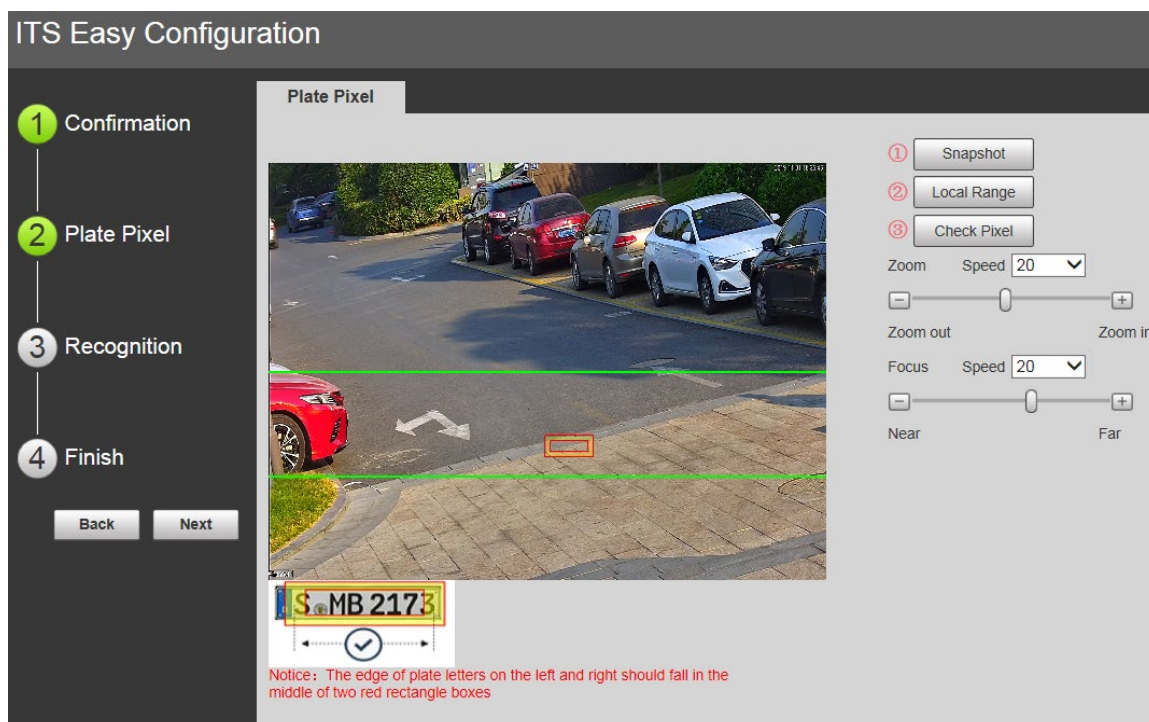 ITS Easy Configuration
1 Confirmation
2 Plate Pixel
3 Recognition
4 Finish
Back Next
Plate Pixel
① Snapshot
② Local Range
③ Check Pixel
Zoom Speed 20
Zoom out Zoom in
Focus Speed 20
Near Far
S MB 2173
Notice：The edge of plate letters on the left and right should fall in the
middle of two red rectangle boxes